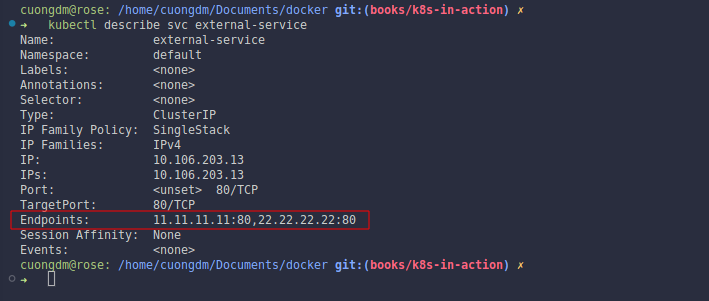 cuongdm@rose: /home/cuongdm/Documents/docker git:(books/k8s-in-action) ✗
➜   kubectl describe svc external-service
Name:              external-service
Namespace:         default
Labels:            <none>
Annotations:       <none>
Selector:          <none>
Type:              ClusterIP
IP Family Policy:  SingleStack
IP Families:       IPv4
IP:                10.106.203.13
IPs:               10.106.203.13
Port:              <unset>  80/TCP
TargetPort:        80/TCP
Endpoints:         11.11.11.11:80,22.22.22.22:80
Session Affinity:  None
Events:            <none>
cuongdm@rose: /home/cuongdm/Documents/docker git:(books/k8s-in-action) ✗
➜